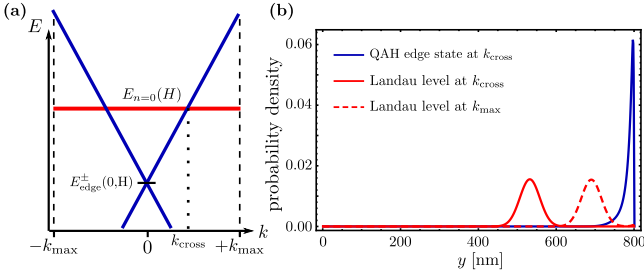 (a)
E
E_{n=0}(H)
E^±_{edge}(0,H)
k
−k_{max}
0
k_{cross}
+k_{max}
(b)
probability density
0.06
0.04
0.02
0.00
QAH edge state at k_{cross}
Landau level at k_{cross}
Landau level at k_{max}
0
200
400
600
800
y [nm]